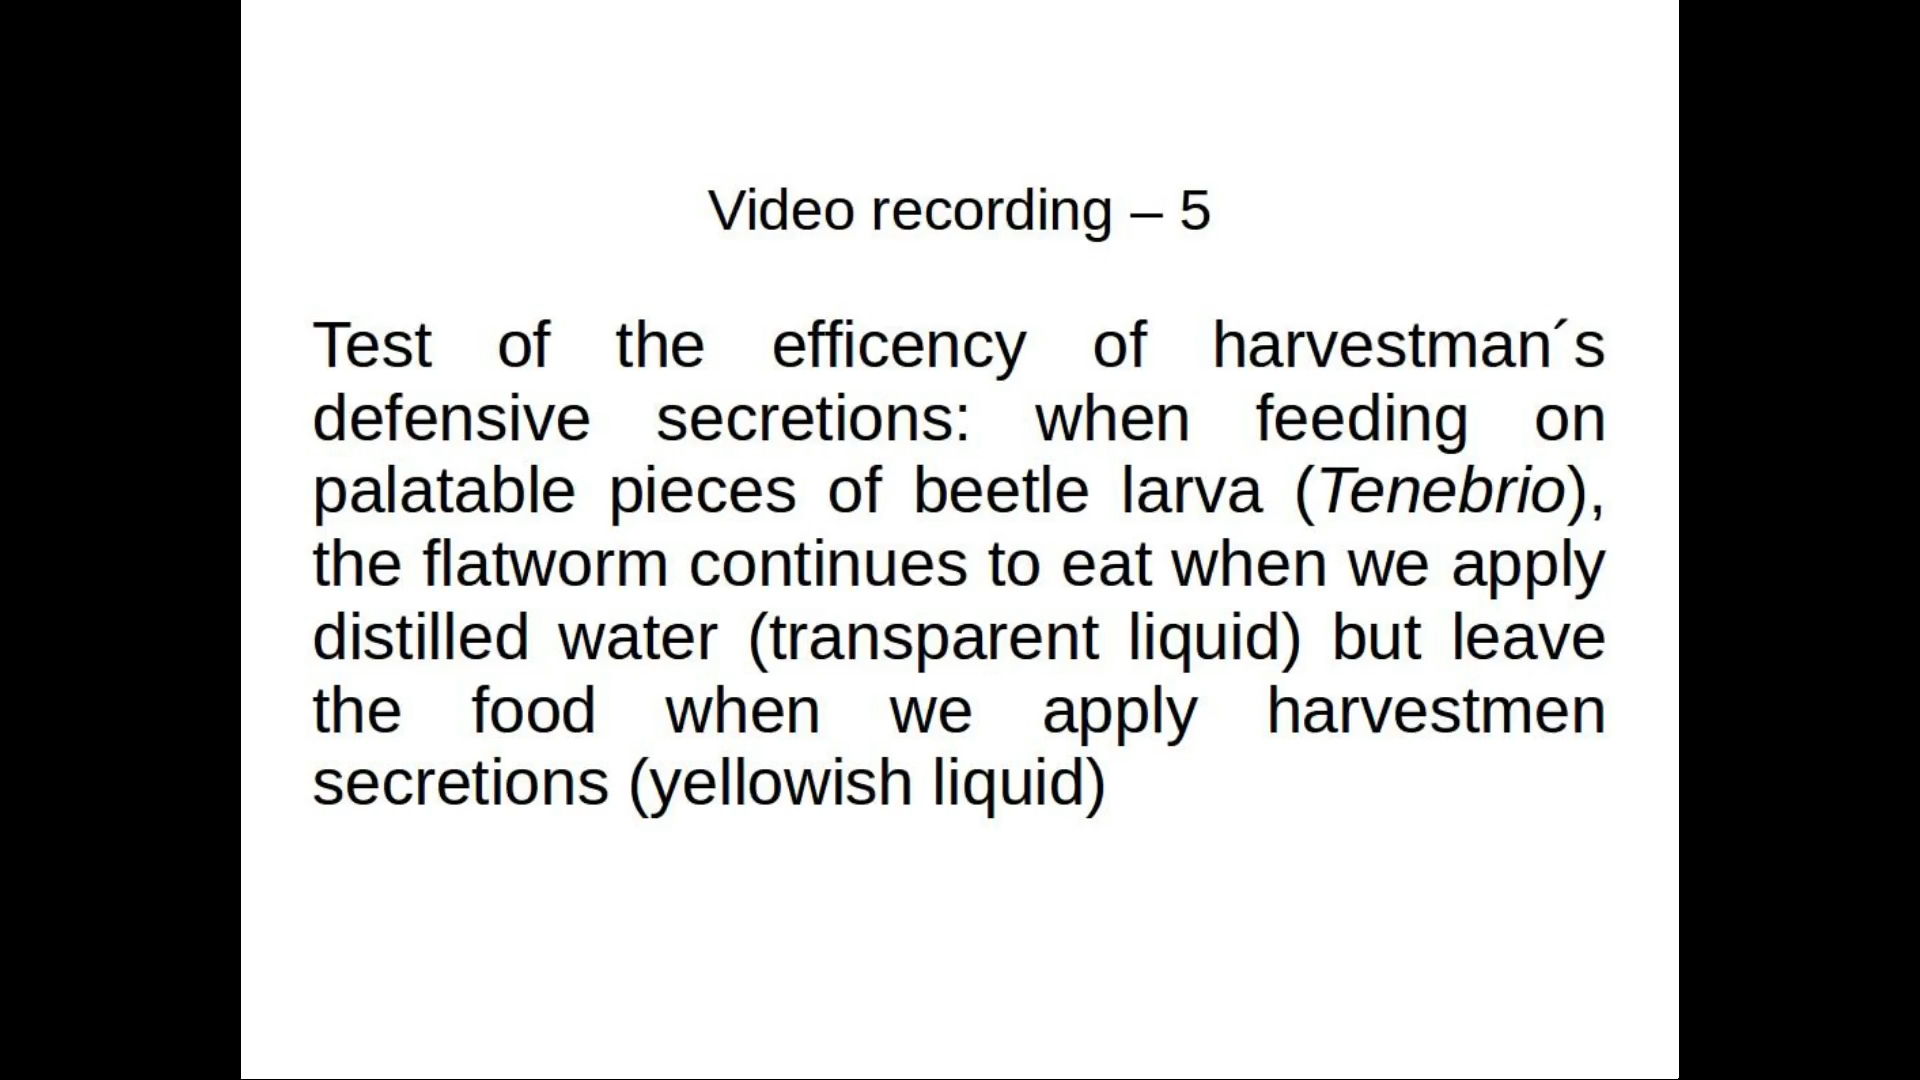 Video recording – 5
Test of the efficency of harvestman´s
defensive secretions: when feeding on
palatable pieces of beetle larva (Tenebrio),
the flatworm continues to eat when we apply
distilled water (transparent liquid) but leave
the food when we apply harvestmen
secretions (yellowish liquid)